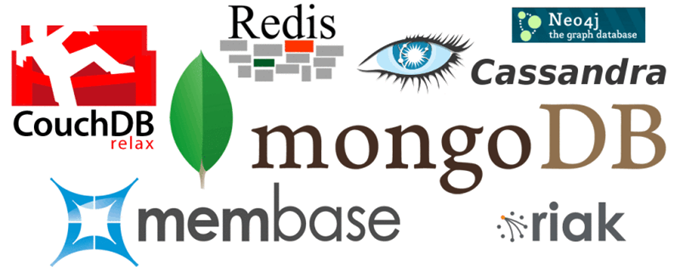 Redis
Neo4j
the graph database
CouchDB
relax
Cassandra
mongoDB
membase
riak